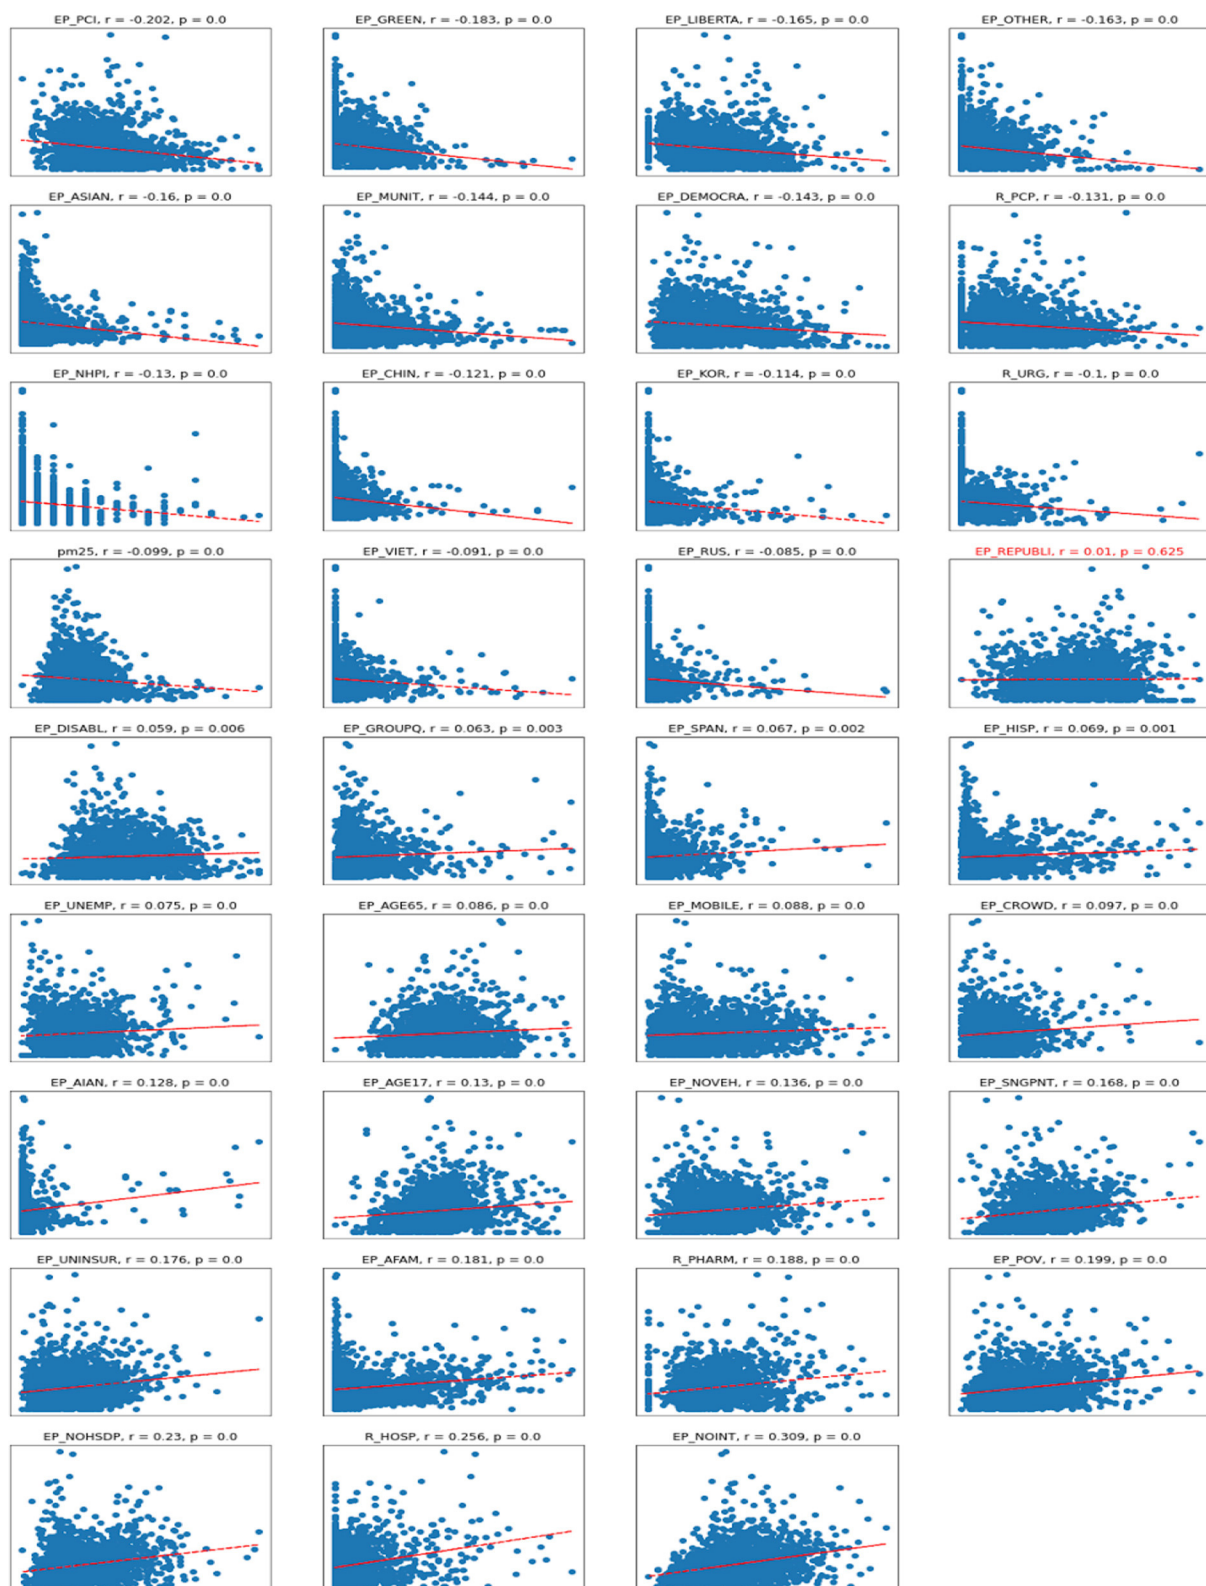 EP_PCI, r = -0.202, p = 0.0
EP_GREEN, r = -0.183, p = 0.0
EP_LIBERTA, r = -0.165, p = 0.0
EP_OTHER, r = -0.163, p = 0.0
EP_ASIAN, r = -0.16, p = 0.0
EP_MUNIT, r = -0.144, p = 0.0
EP_DEMOCRA, r = -0.143, p = 0.0
R_PCP, r = -0.131, p = 0.0
EP_NHPI, r = -0.13, p = 0.0
EP_CHIN, r = -0.121, p = 0.0
EP_KOR, r = -0.114, p = 0.0
R_URG, r = -0.1, p = 0.0
pm25, r = -0.099, p = 0.0
EP_VIET, r = -0.091, p = 0.0
EP_RUS, r = -0.085, p = 0.0
EP_REPUBLI, r = 0.01, p = 0.625
EP_DISABL, r = 0.059, p = 0.006
EP_GROUPQ, r = 0.063, p = 0.003
EP_SPAN, r = 0.067, p = 0.002
EP_HISP, r = 0.069, p = 0.001
EP_UNEMP, r = 0.075, p = 0.0
EP_AGE65, r = 0.086, p = 0.0
EP_MOBILE, r = 0.088, p = 0.0
EP_CROWD, r = 0.097, p = 0.0
EP_AIAN, r = 0.128, p = 0.0
EP_AGE17, r = 0.13, p = 0.0
EP_NOVEH, r = 0.136, p = 0.0
EP_SNGPNT, r = 0.168, p = 0.0
EP_UNINSUR, r = 0.176, p = 0.0
EP_AFAM, r = 0.181, p = 0.0
R_PHARM, r = 0.188, p = 0.0
EP_POV, r = 0.199, p = 0.0
EP_NOHSDP, r = 0.23, p = 0.0
R_HOSP, r = 0.256, p = 0.0
EP_NOINT, r = 0.309, p = 0.0